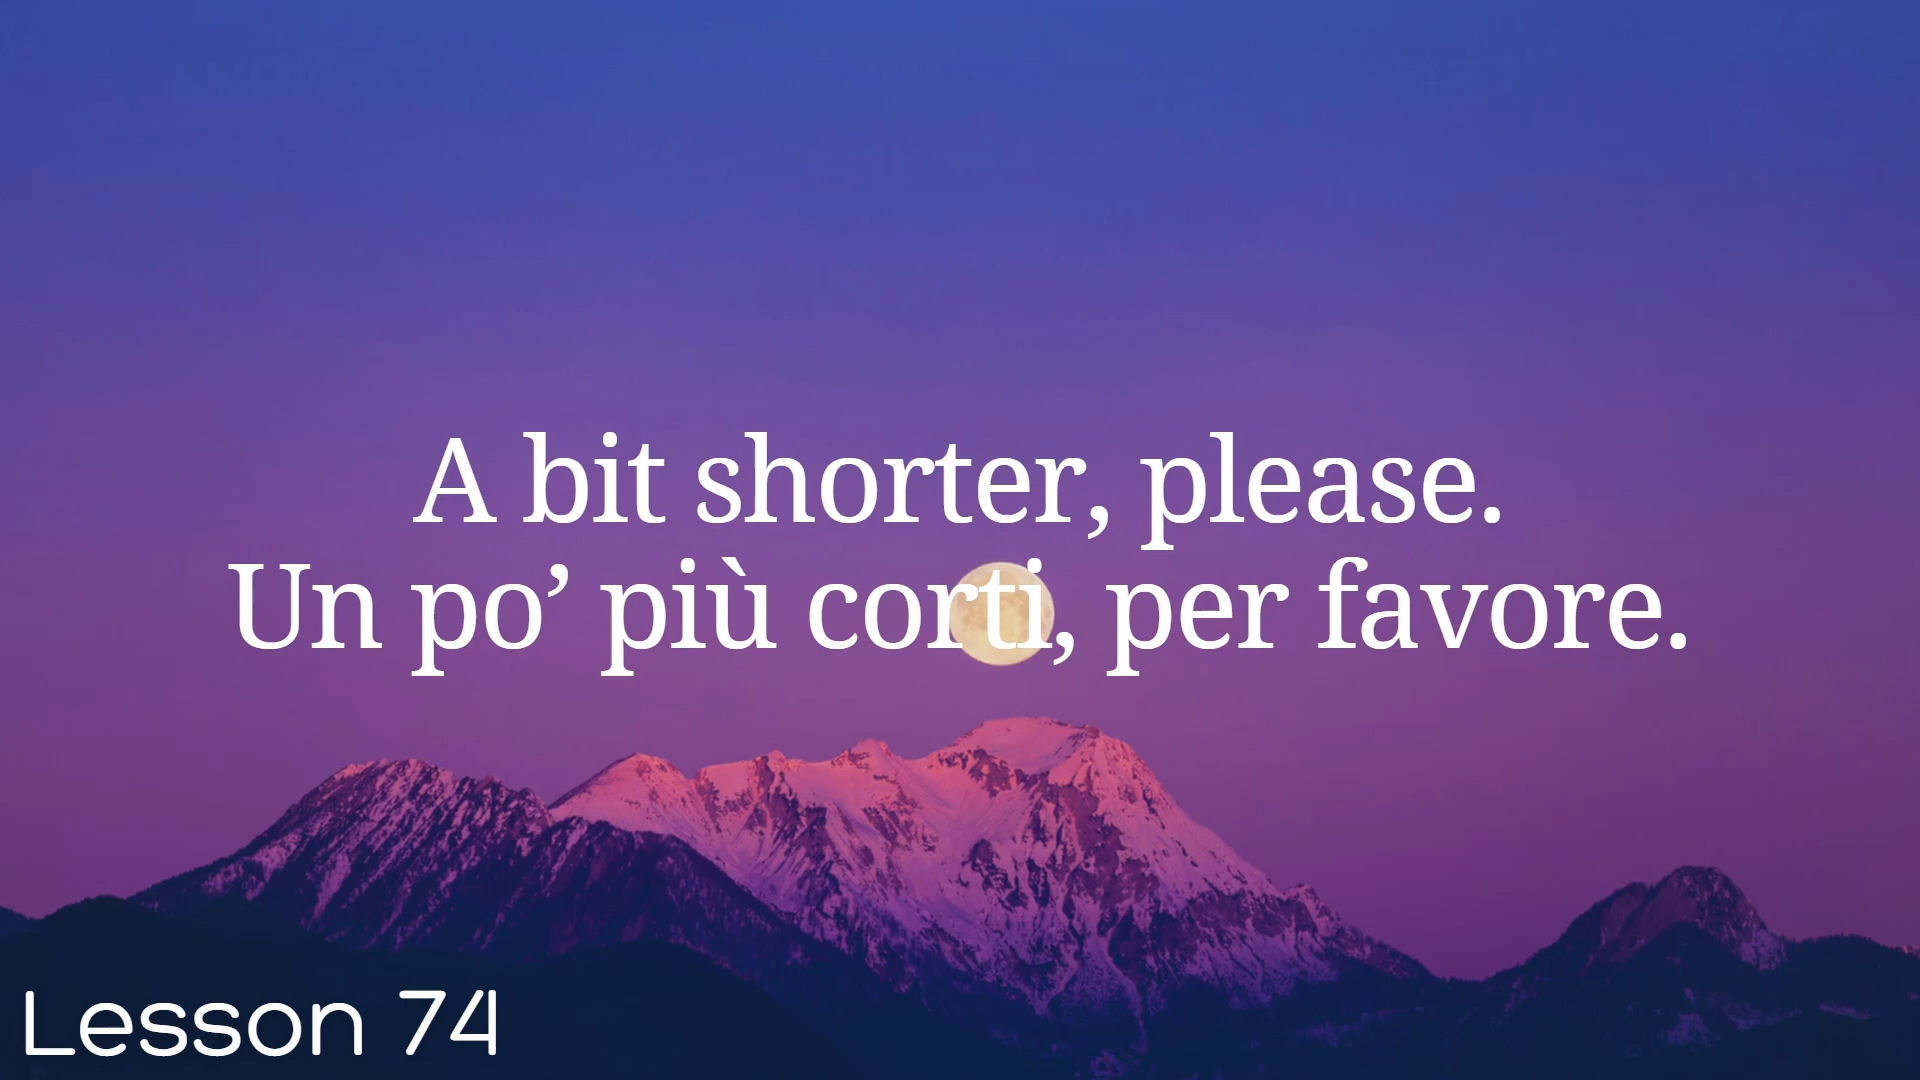 A bit shorter, please.
Un po’ più corti, per favore.
Lesson 74